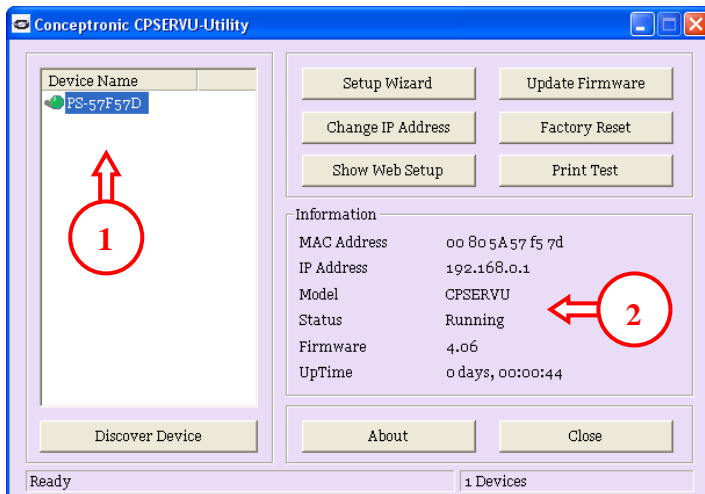 Conceptronic CPSERVU-Utility
Device Name
PS-57F57D
1
Discover Device
Setup Wizard
Update Firmware
Change IP Address
Factory Reset
Show Web Setup
Print Test
Information
MAC Address 00 80 5A 57 f5 7d
IP Address 192.168.0.1
Model CPSERVU
Status Running
Firmware 4.06
UpTime 0 days, 00:00:44
2
About
Close
Ready
1 Devices